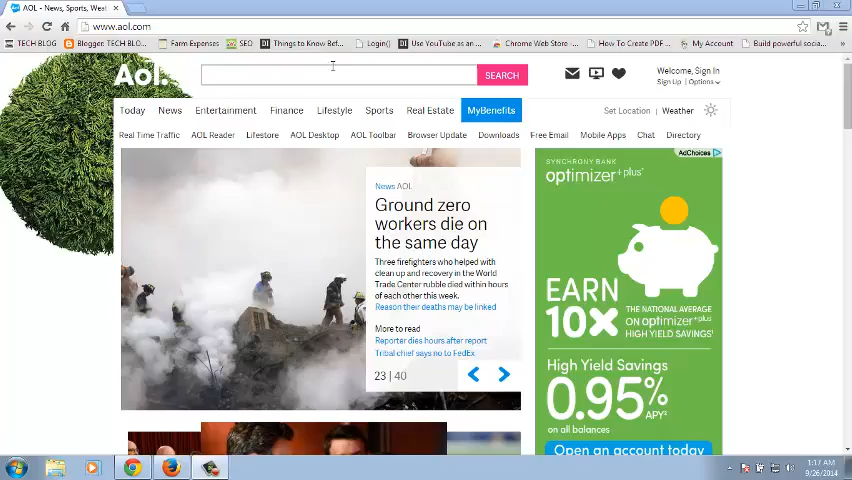 AOL - News, Sports, We
www.aol.com
TECH BLOG
Blogger: TECH BLO...
Farm Expenses
SEO
Things to Know Bef...
Login()
Use YouTube as an ...
Chrome Web Store - ...
How To Create PDF ...
My Account
Build powerful socia...
»
Aol.
SEARCH
Welcome, Sign In
Sign Up | Options
Today News Entertainment Finance Lifestyle Sports Real Estate MyBenefits
Set Location Weather
Real Time Traffic AOL Reader Lifestore AOL Desktop AOL Toolbar Browser Update Downloads Free Email Mobile Apps Chat Directory
News AOL
Ground zero
workers die on
the same day
Three firefighters who helped with
clean up and recovery in the World
Trade Center rubble died within hours
of each other this week.
Reason their deaths may be linked
More to read
Reporter dies hours after report
Tribal chief says no to FedEx
23 | 40
AdChoices
SYNCHRONY BANK
optimizer+plus℠
EARN
10X
THE NATIONAL AVERAGE
ON optimizer+plus!
HIGH YIELD SAVINGS¹
High Yield Savings
0.95% APY²
on all balances
Open an account today
1:17 AM
9/26/2014